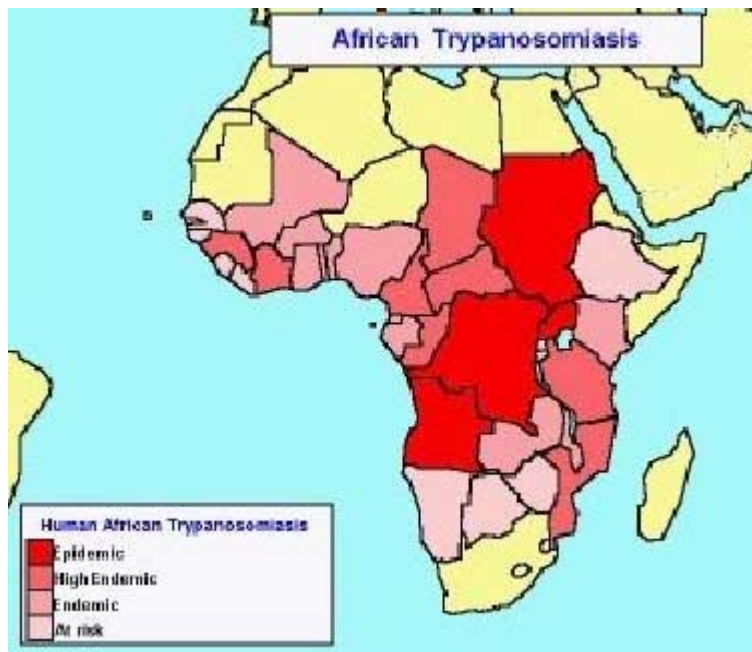 African Trypanosomiasis
Human African Trypanosomiasis
Epidemic
High Endemic
Endemic
At risk